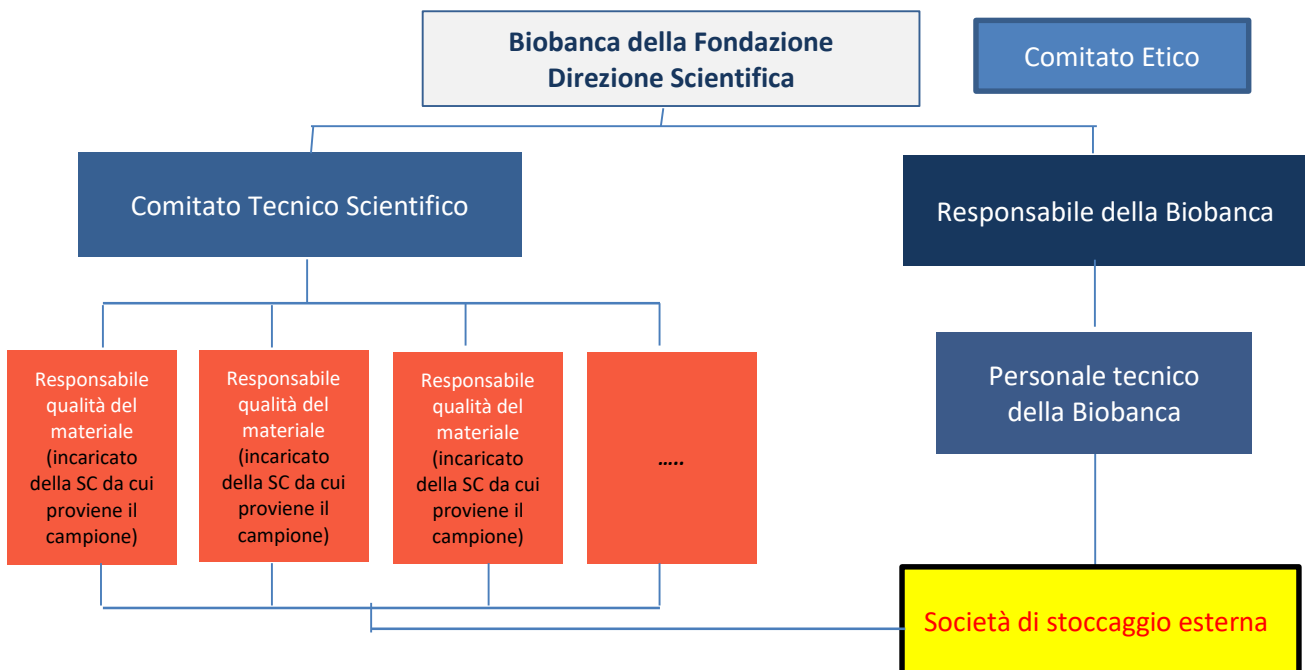 Biobanca della Fondazione
Direzione Scientifica
Comitato Etico
Comitato Tecnico Scientifico
Responsabile della Biobanca
Responsabile
qualità del
materiale
(incaricato
della SC da cui
proviene il
campione)
Responsabile
qualità del
materiale
(incaricato
della SC da cui
proviene il
campione)
Responsabile
qualità del
materiale
(incaricato
della SC da cui
proviene il
campione)
…..
Personale tecnico
della Biobanca
Società di stoccaggio esterna